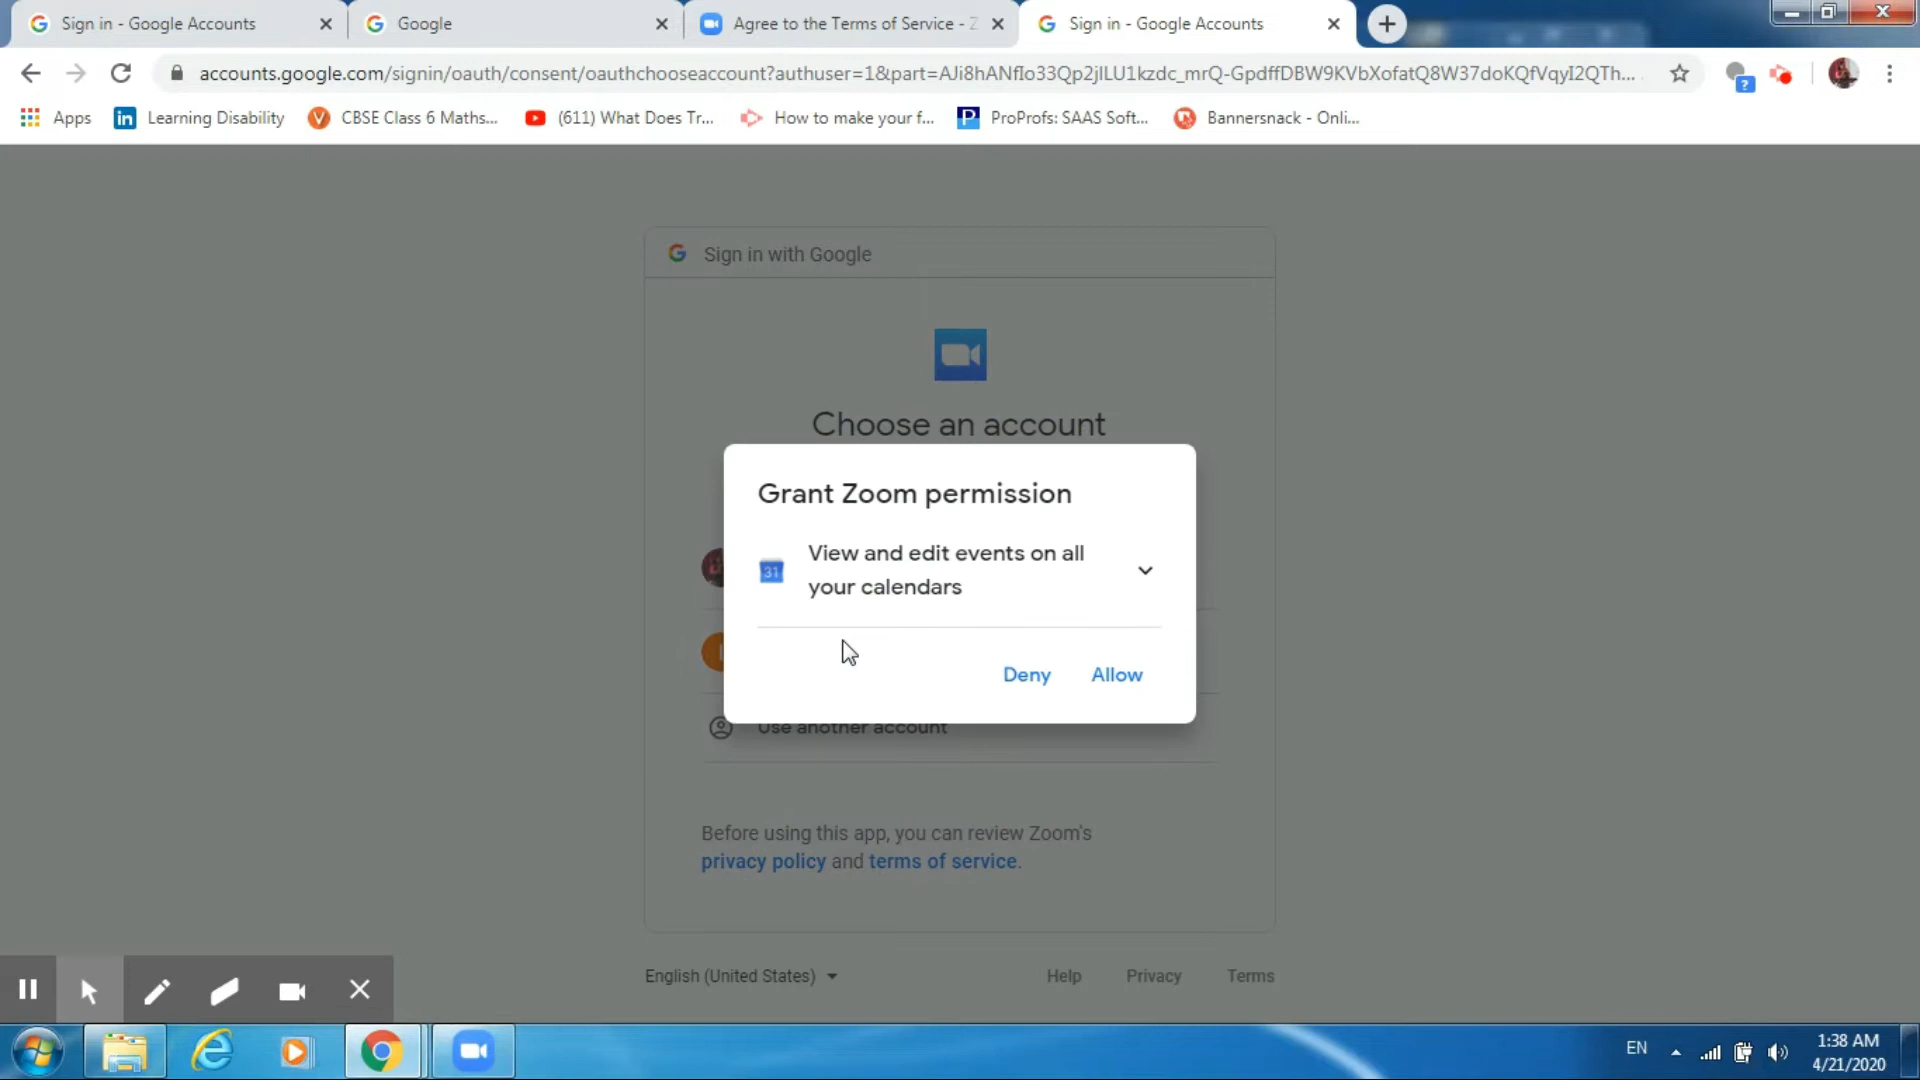 Sign in - Google Accounts
Google
Agree to the Terms of Service - Z
Sign in - Google Accounts
accounts.google.com/signin/oauth/consent/oauthchooseaccount?authuser=1&part=AJi8hANfIo33Qp2jILU1kzdc_mrQ-GpdffDBW9KVbXofatQ8W37doKQfVqyI2QTh...
Apps
Learning Disability
CBSE Class 6 Maths...
(611) What Does Tr...
How to make your f...
ProProfs: SAAS Soft...
Bannersnack - Onli...
Sign in with Google
Choose an account
Grant Zoom permission
31
View and edit events on all
your calendars
Deny
Allow
Use another account
Before using this app, you can review Zoom's
privacy policy and terms of service.
English (United States)
Help
Privacy
Terms
EN
1:38 AM
4/21/2020